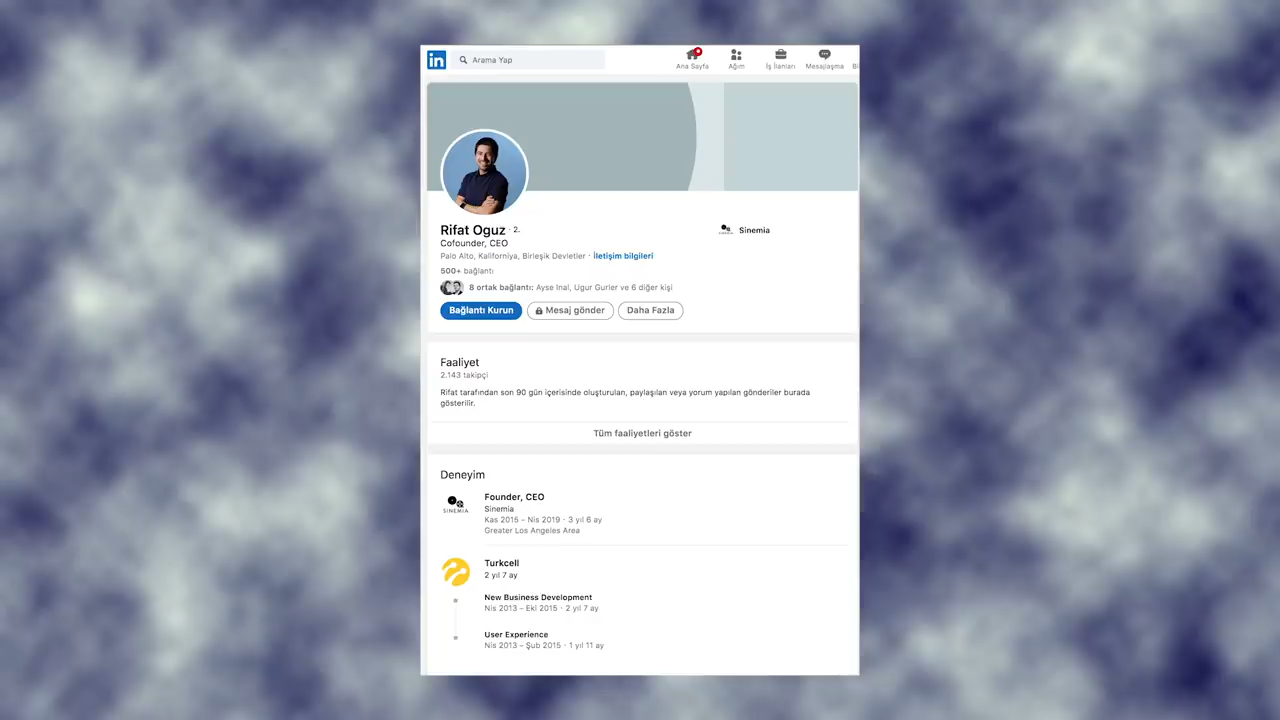 in
Arama Yap
Ana Sayfa
Ağım
İş İlanları
Mesajlaşma
Bi
Rifat Oguz · 2.
SINEMIA
Sinemia
Cofounder, CEO
Palo Alto, Kaliforniya, Birleşik Devletler · İletişim bilgileri
500+ bağlantı
8 ortak bağlantı: Ayse Inal, Ugur Gurler ve 6 diğer kişi
Bağlantı Kurun
Mesaj gönder
Daha Fazla
Faaliyet
2.143 takipçi
Rifat tarafından son 90 gün içerisinde oluşturulan, paylaşılan veya yorum yapılan gönderiler burada
gösterilir.
Tüm faaliyetleri göster
Deneyim
SINEMIA
Founder, CEO
Sinemia
Kas 2015 – Nis 2019 · 3 yıl 6 ay
Greater Los Angeles Area
Turkcell
2 yıl 7 ay
New Business Development
Nis 2013 – Eki 2015 · 2 yıl 7 ay
User Experience
Nis 2013 – Şub 2015 · 1 yıl 11 ay